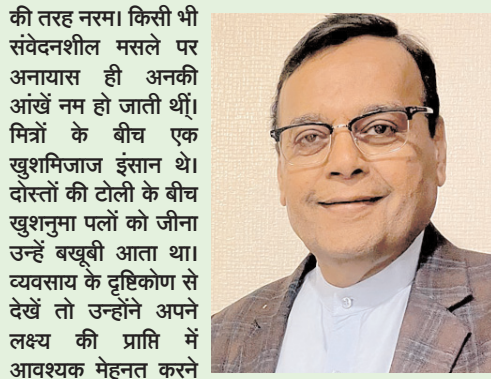 की तरह नरम। किसी भी
संवेदनशील मसले पर
अनायास ही अनकी
आंखें नम हो जाती थीं।
मित्रों के बीच एक
खुशमिजाज इंसान थे।
दोस्तों की टोली के बीच
खुशनुमा पलों को जीना
उन्हें बखूबी आता था।
व्यवसाय के दृष्टिकोण से
देखें तो उन्होंने अपने
लक्ष्य की प्राप्ति में
आवश्यक मेहनत करने